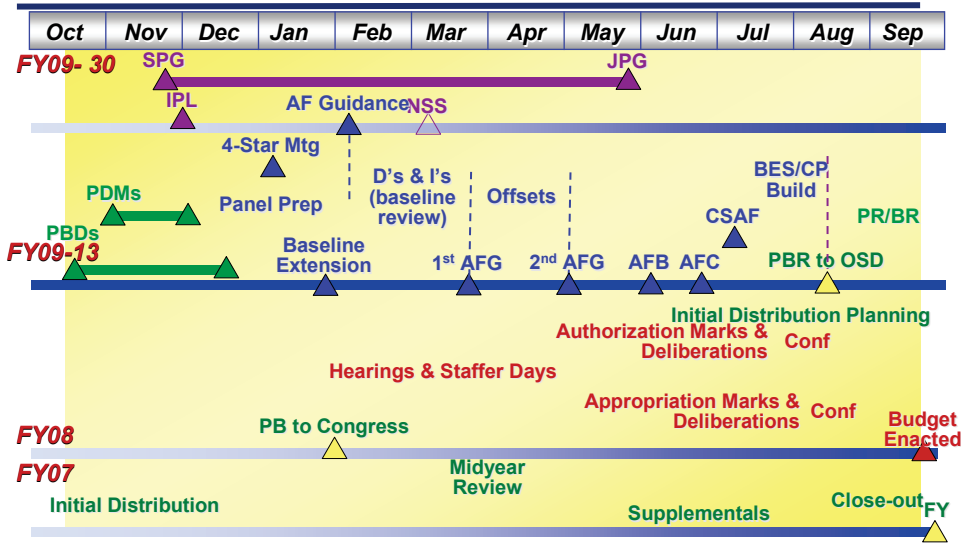 Oct Nov Dec Jan Feb Mar Apr May Jun Jul Aug Sep
FY09- 30
SPG
JPG
IPL
AF Guidance
NSS
4-Star Mtg
D's & I's
(baseline
review)
Offsets
BES/CP
Build
PDMs
Panel Prep
CSAF
PR/BR
PBDs
FY09-13
Baseline
Extension
1st AFG
2nd AFG
AFB
AFC
PBR to OSD
Initial Distribution Planning
Authorization Marks &
Deliberations
Conf
Hearings & Staffer Days
Appropriation Marks &
Deliberations
Conf
FY08
PB to Congress
Budget
Enacted
FY07
Midyear
Review
Initial Distribution
Supplementals
Close-out
FY